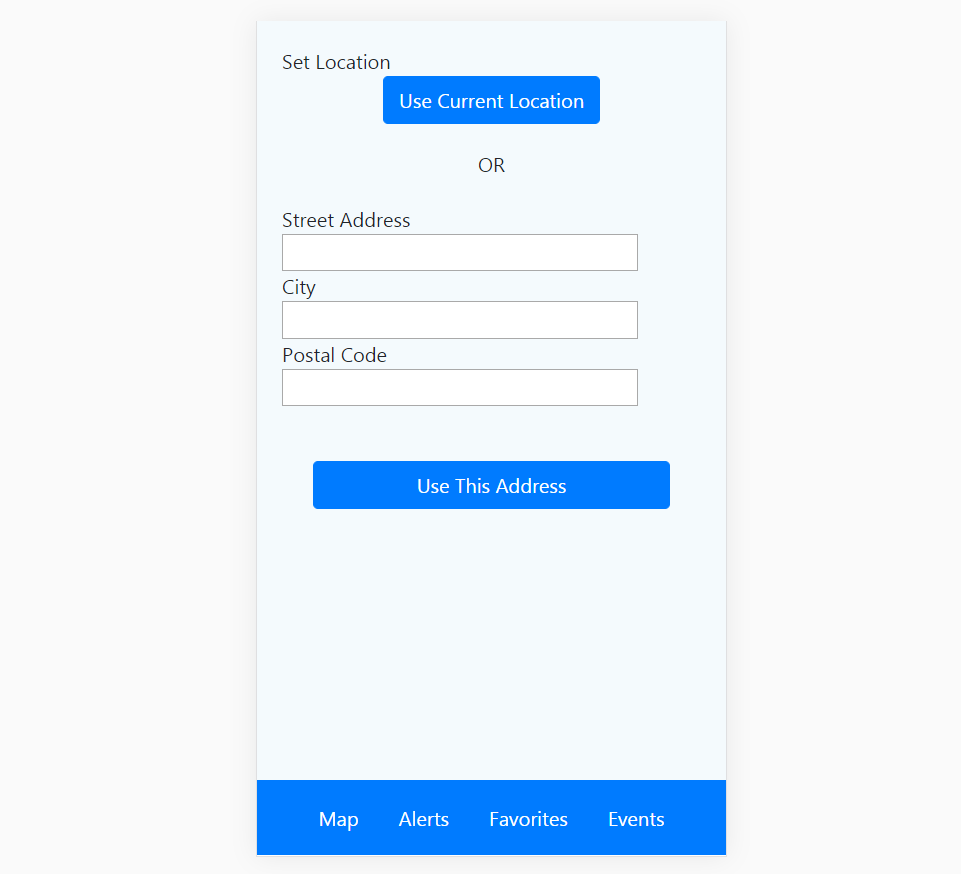 Set Location
Use Current Location
OR
Street Address
City
Postal Code
Use This Address
Map Alerts Favorites Events